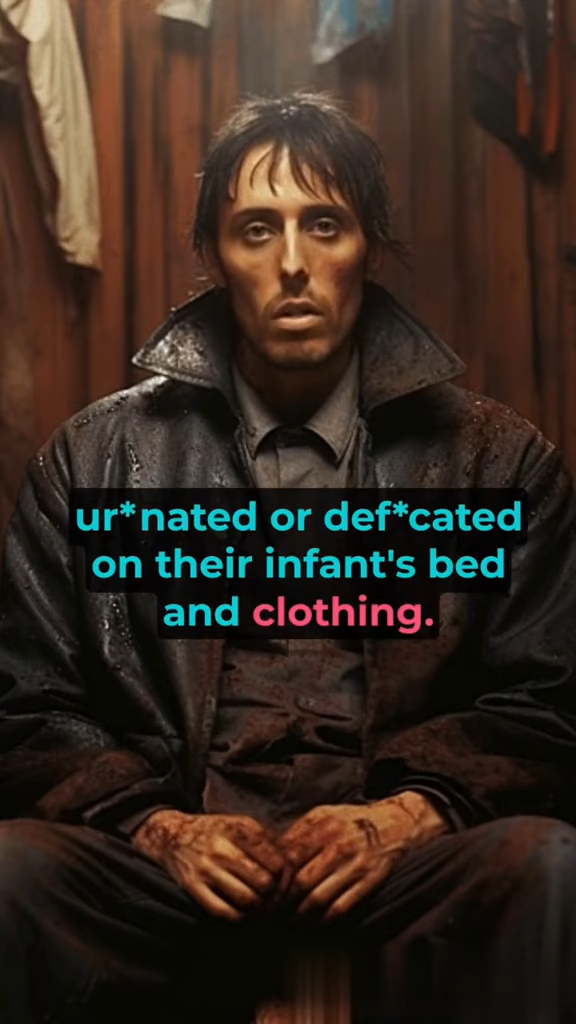 ur*nated or def*cated
on their infant's bed
and clothing.